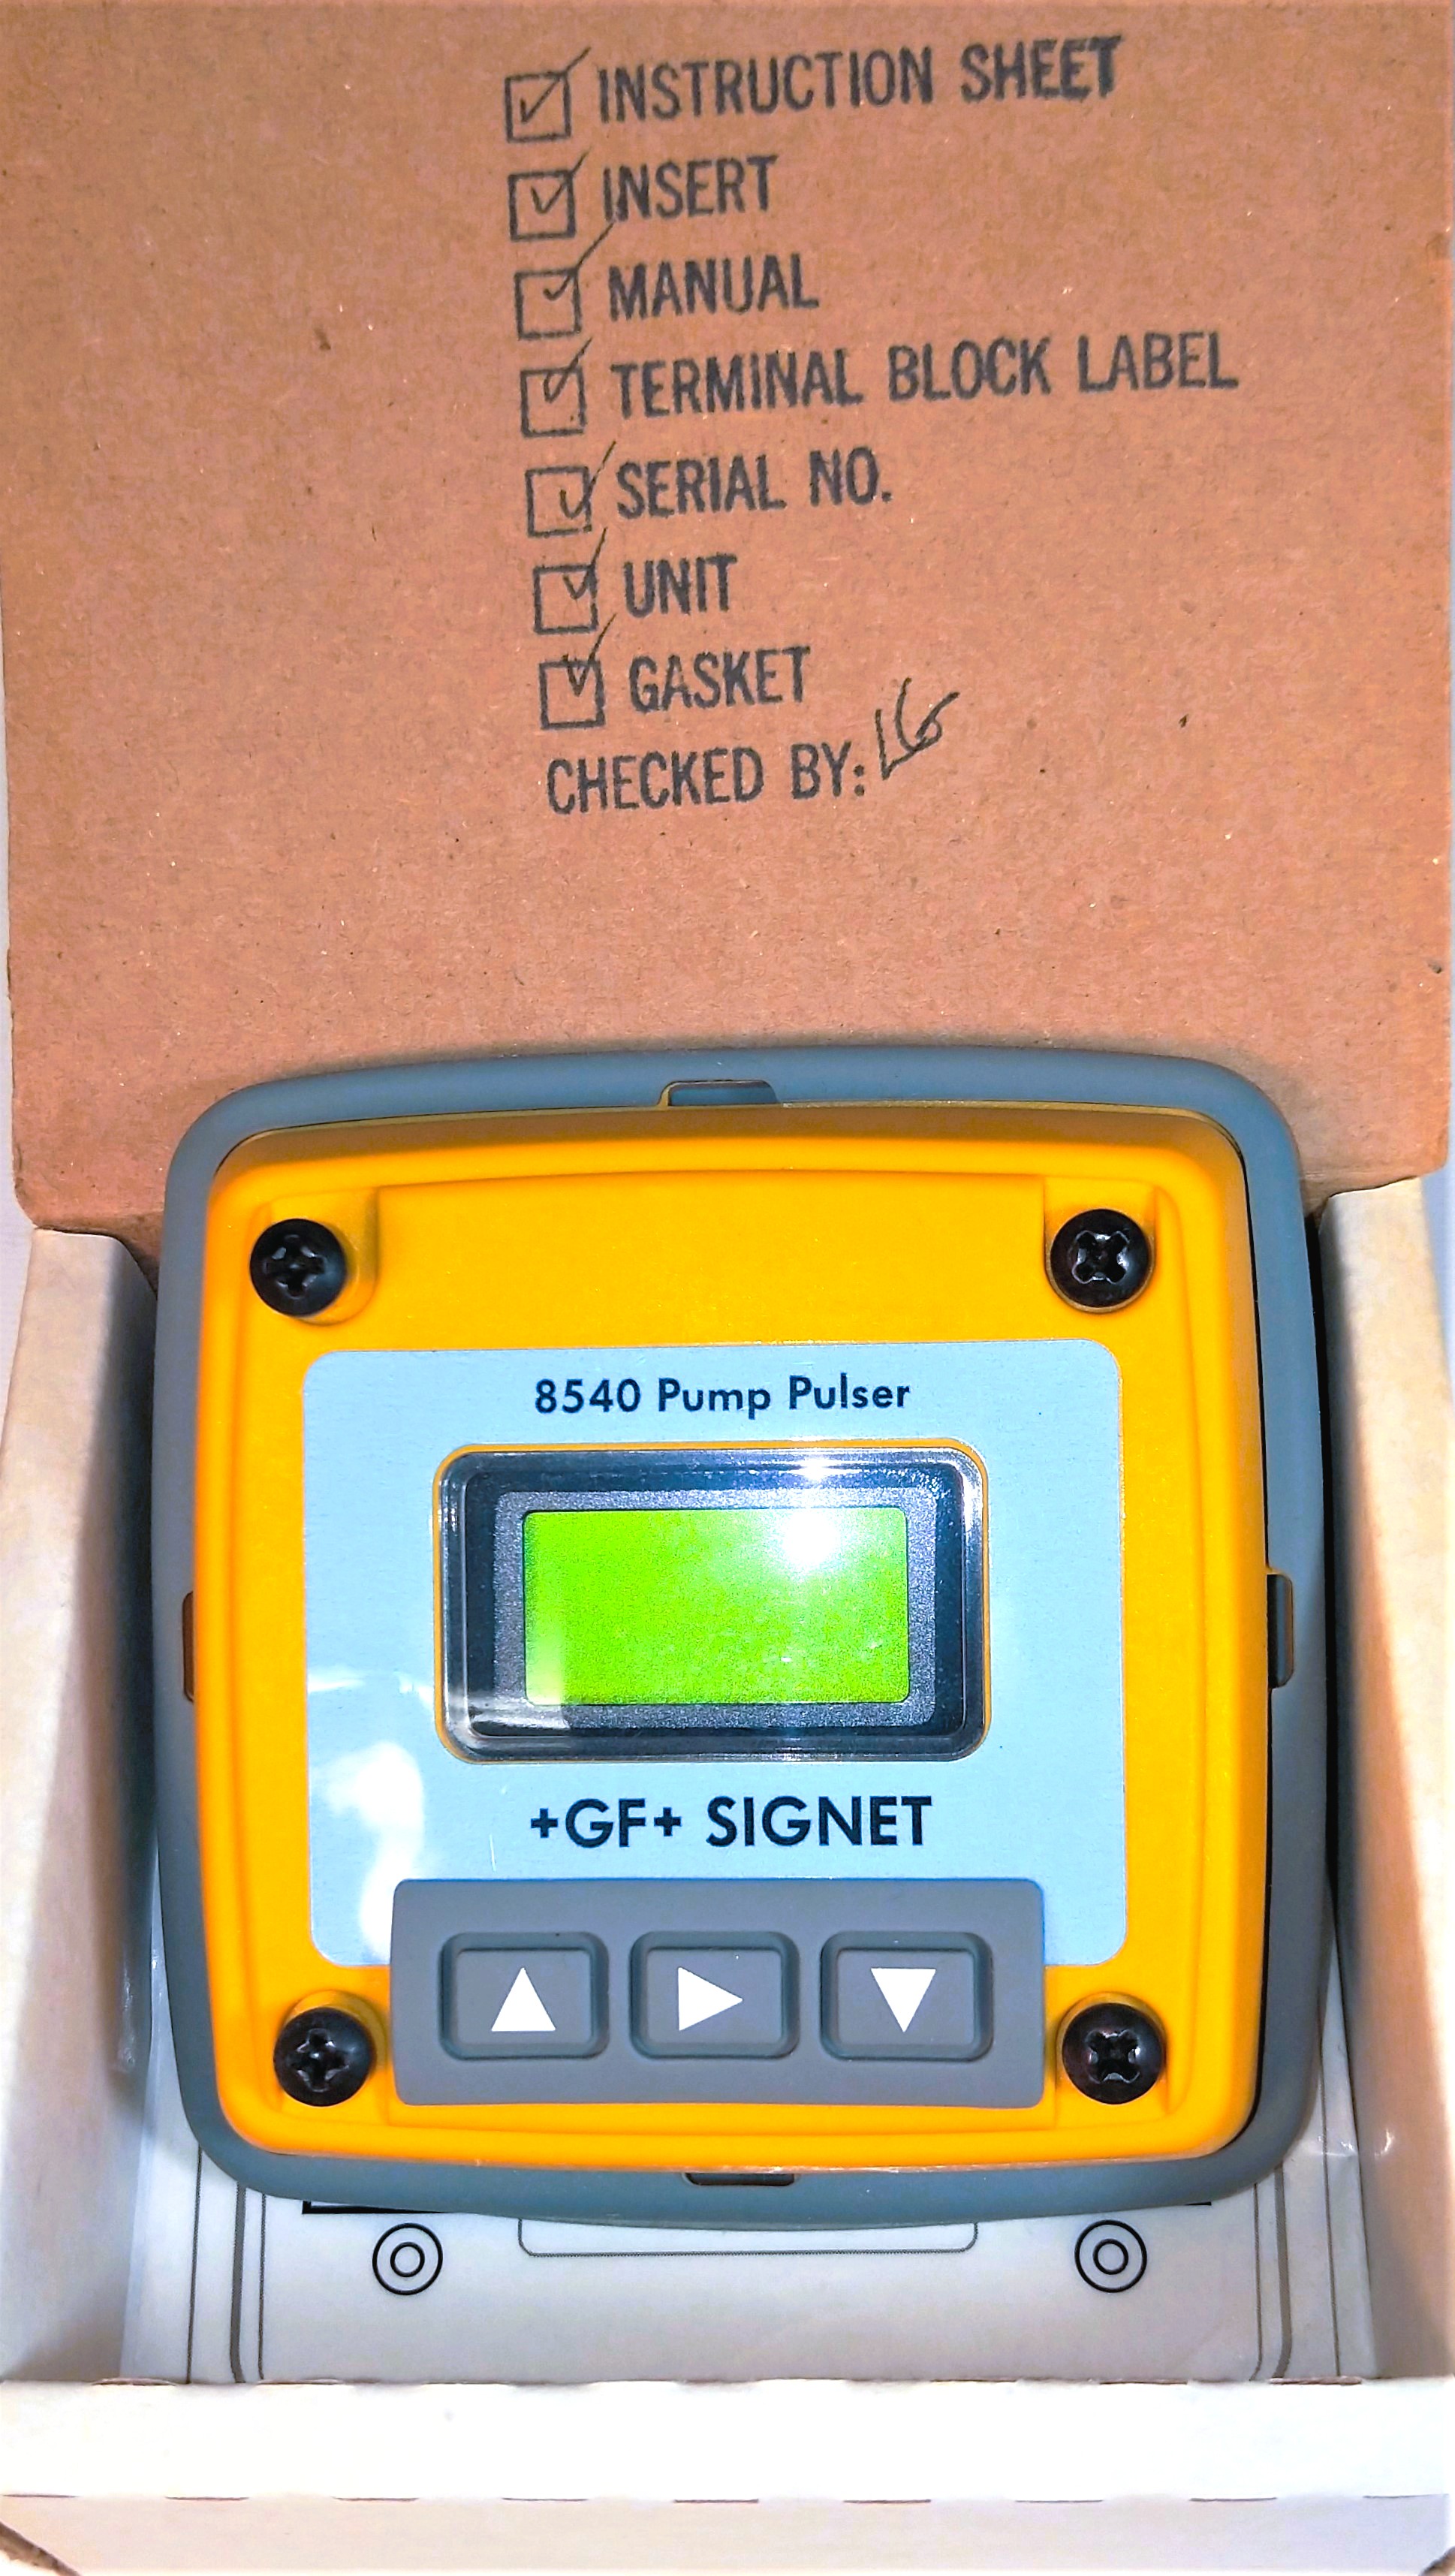 INSTRUCTION SHEET
INSERT
MANUAL
TERMINAL BLOCK LABEL
SERIAL NO.
UNIT
GASKET
CHECKED BY:
8540 Pump Pulser
+GF+ SIGNET